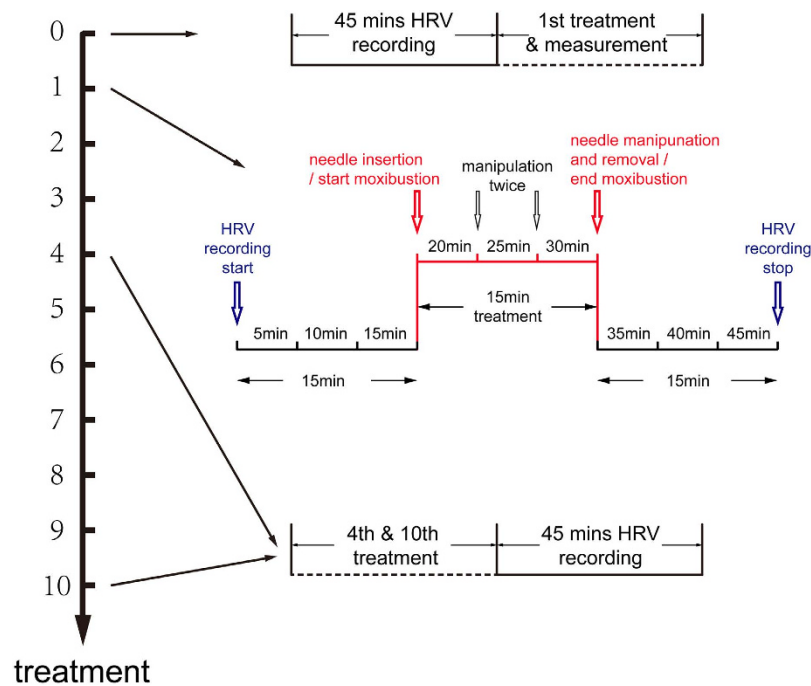 0
45 mins HRV
recording
1st treatment
& measurement
1
2
3
4
5
6
7
8
9
10
treatment
needle insertion
/ start moxibustion
manipulation
twice
needle manipunation
and removal /
end moxibustion
HRV
recording
start
20min
25min
30min
HRV
recording
stop
15min
treatment
5min
10min
15min
35min
40min
45min
15min
15min
4th & 10th
treatment
45 mins HRV
recording